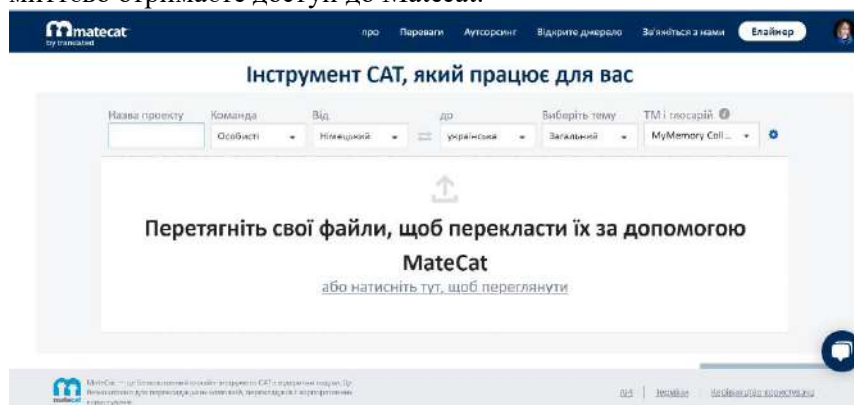 миттєво отримаєте доступ до Matecat.
matecat
by translated
про Переваги Аутсорсинг Відкрите джерело Зв'яжіться з нами Елайнер
Інструмент CAT, який працює для вас
Назва проекту Команда Від до Виберіть тему ТМ і глосарій
Особисті Німецький українська Загальний MyMemory Coll...
Перетягніть свої файли, щоб перекласти їх за допомогою
MateCat
або натисніть тут, щоб переглянути
matecat